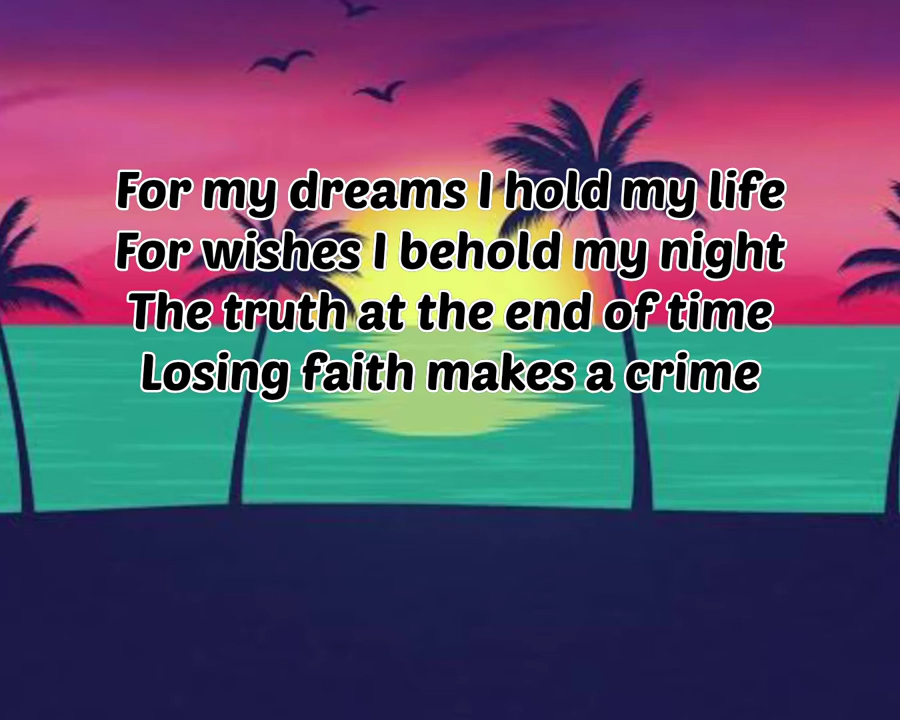 For my dreams I hold my life
For wishes I behold my night
The truth at the end of time
Losing faith makes a crime